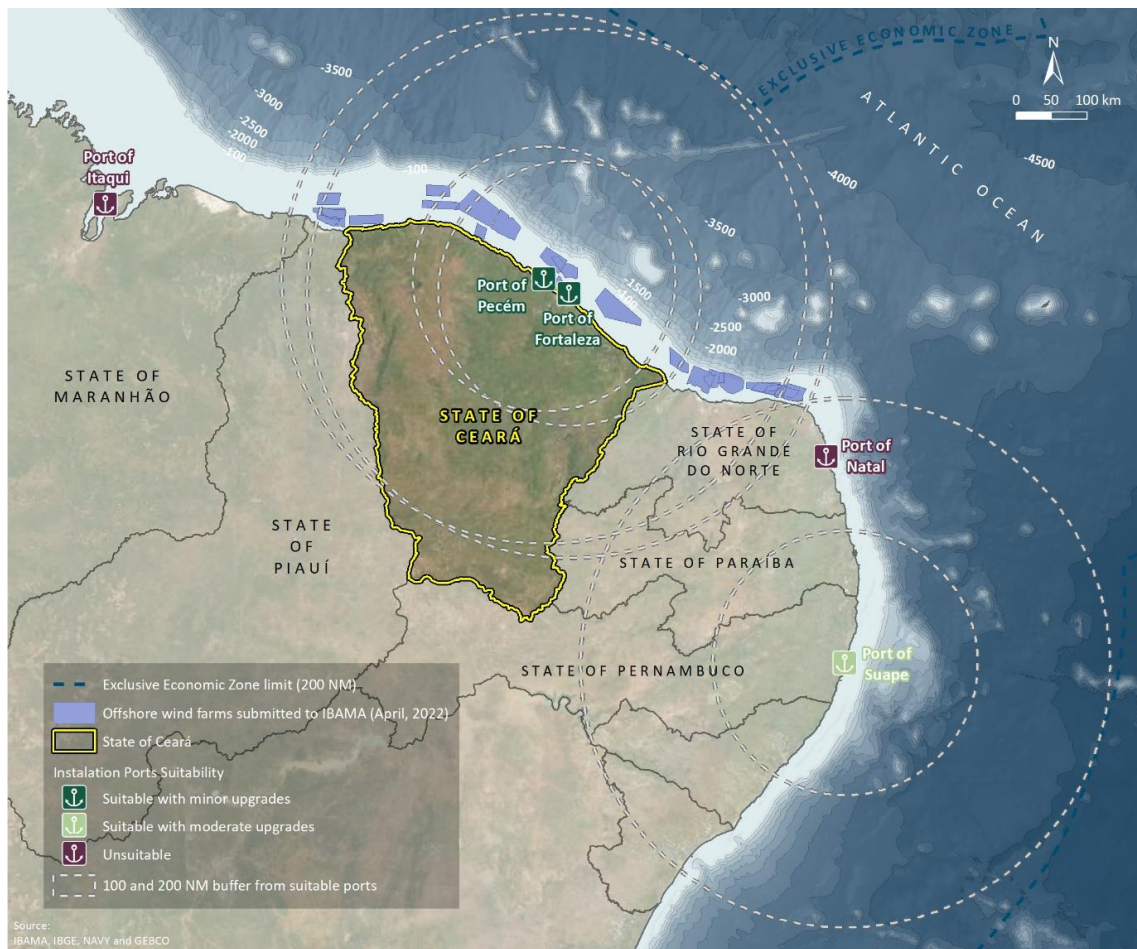 EXCLUSIVE ECONOMIC ZONE
N
0 50 100 km
ATLANTIC OCEAN
-3500
-3000
-2500
-2000
-100
-100
-4500
-4000
-3500
-1500
-100
-3000
-2500
-2000
Port of
Itaqui
Port of
Pecém
Port of
Fortaleza
STATE OF
MARANHÃO
STATE OF
CEARÁ
STATE OF
RIO GRANDE
DO NORTE
Port of
Natal
STATE
OF
PIAUÍ
STATE OF PARAÍBA
STATE OF PERNAMBUCO
Port of
Suape
Exclusive Economic Zone limit (200 NM)
Offshore wind farms submitted to IBAMA (April, 2022)
State of Ceará
Instalation Ports Suitability
Suitable with minor upgrades
Suitable with moderate upgrades
Unsuitable
100 and 200 NM buffer from suitable ports
Source:
IBAMA, IBGE, NAVY and GEBCO